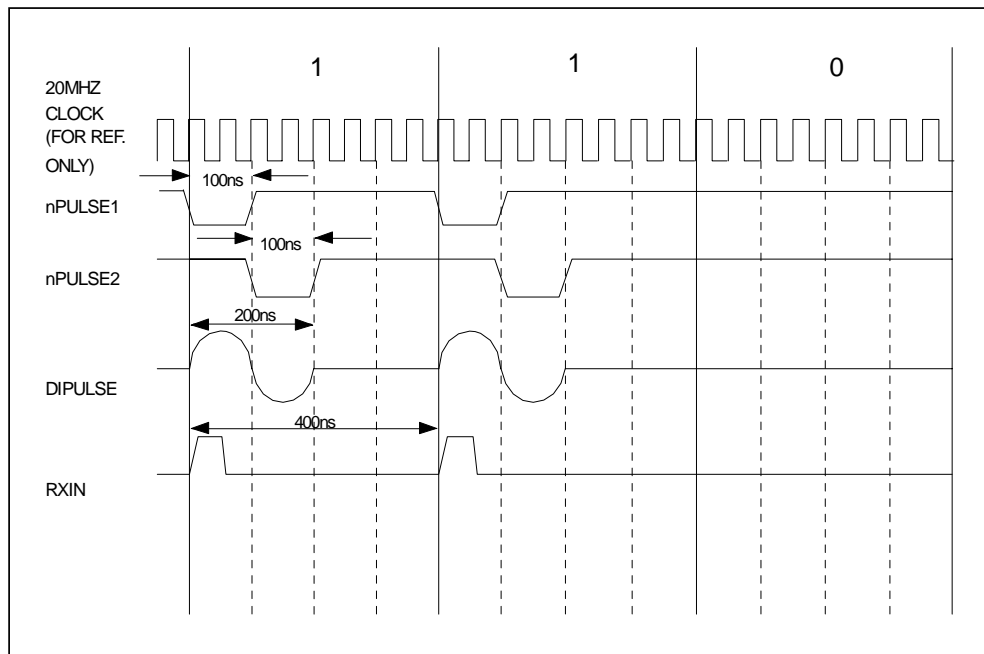 1 1 0
20MHZ
CLOCK
(FOR REF.
ONLY)
100ns
nPULSE1
100ns
nPULSE2
200ns
DIPULSE
400ns
RXIN